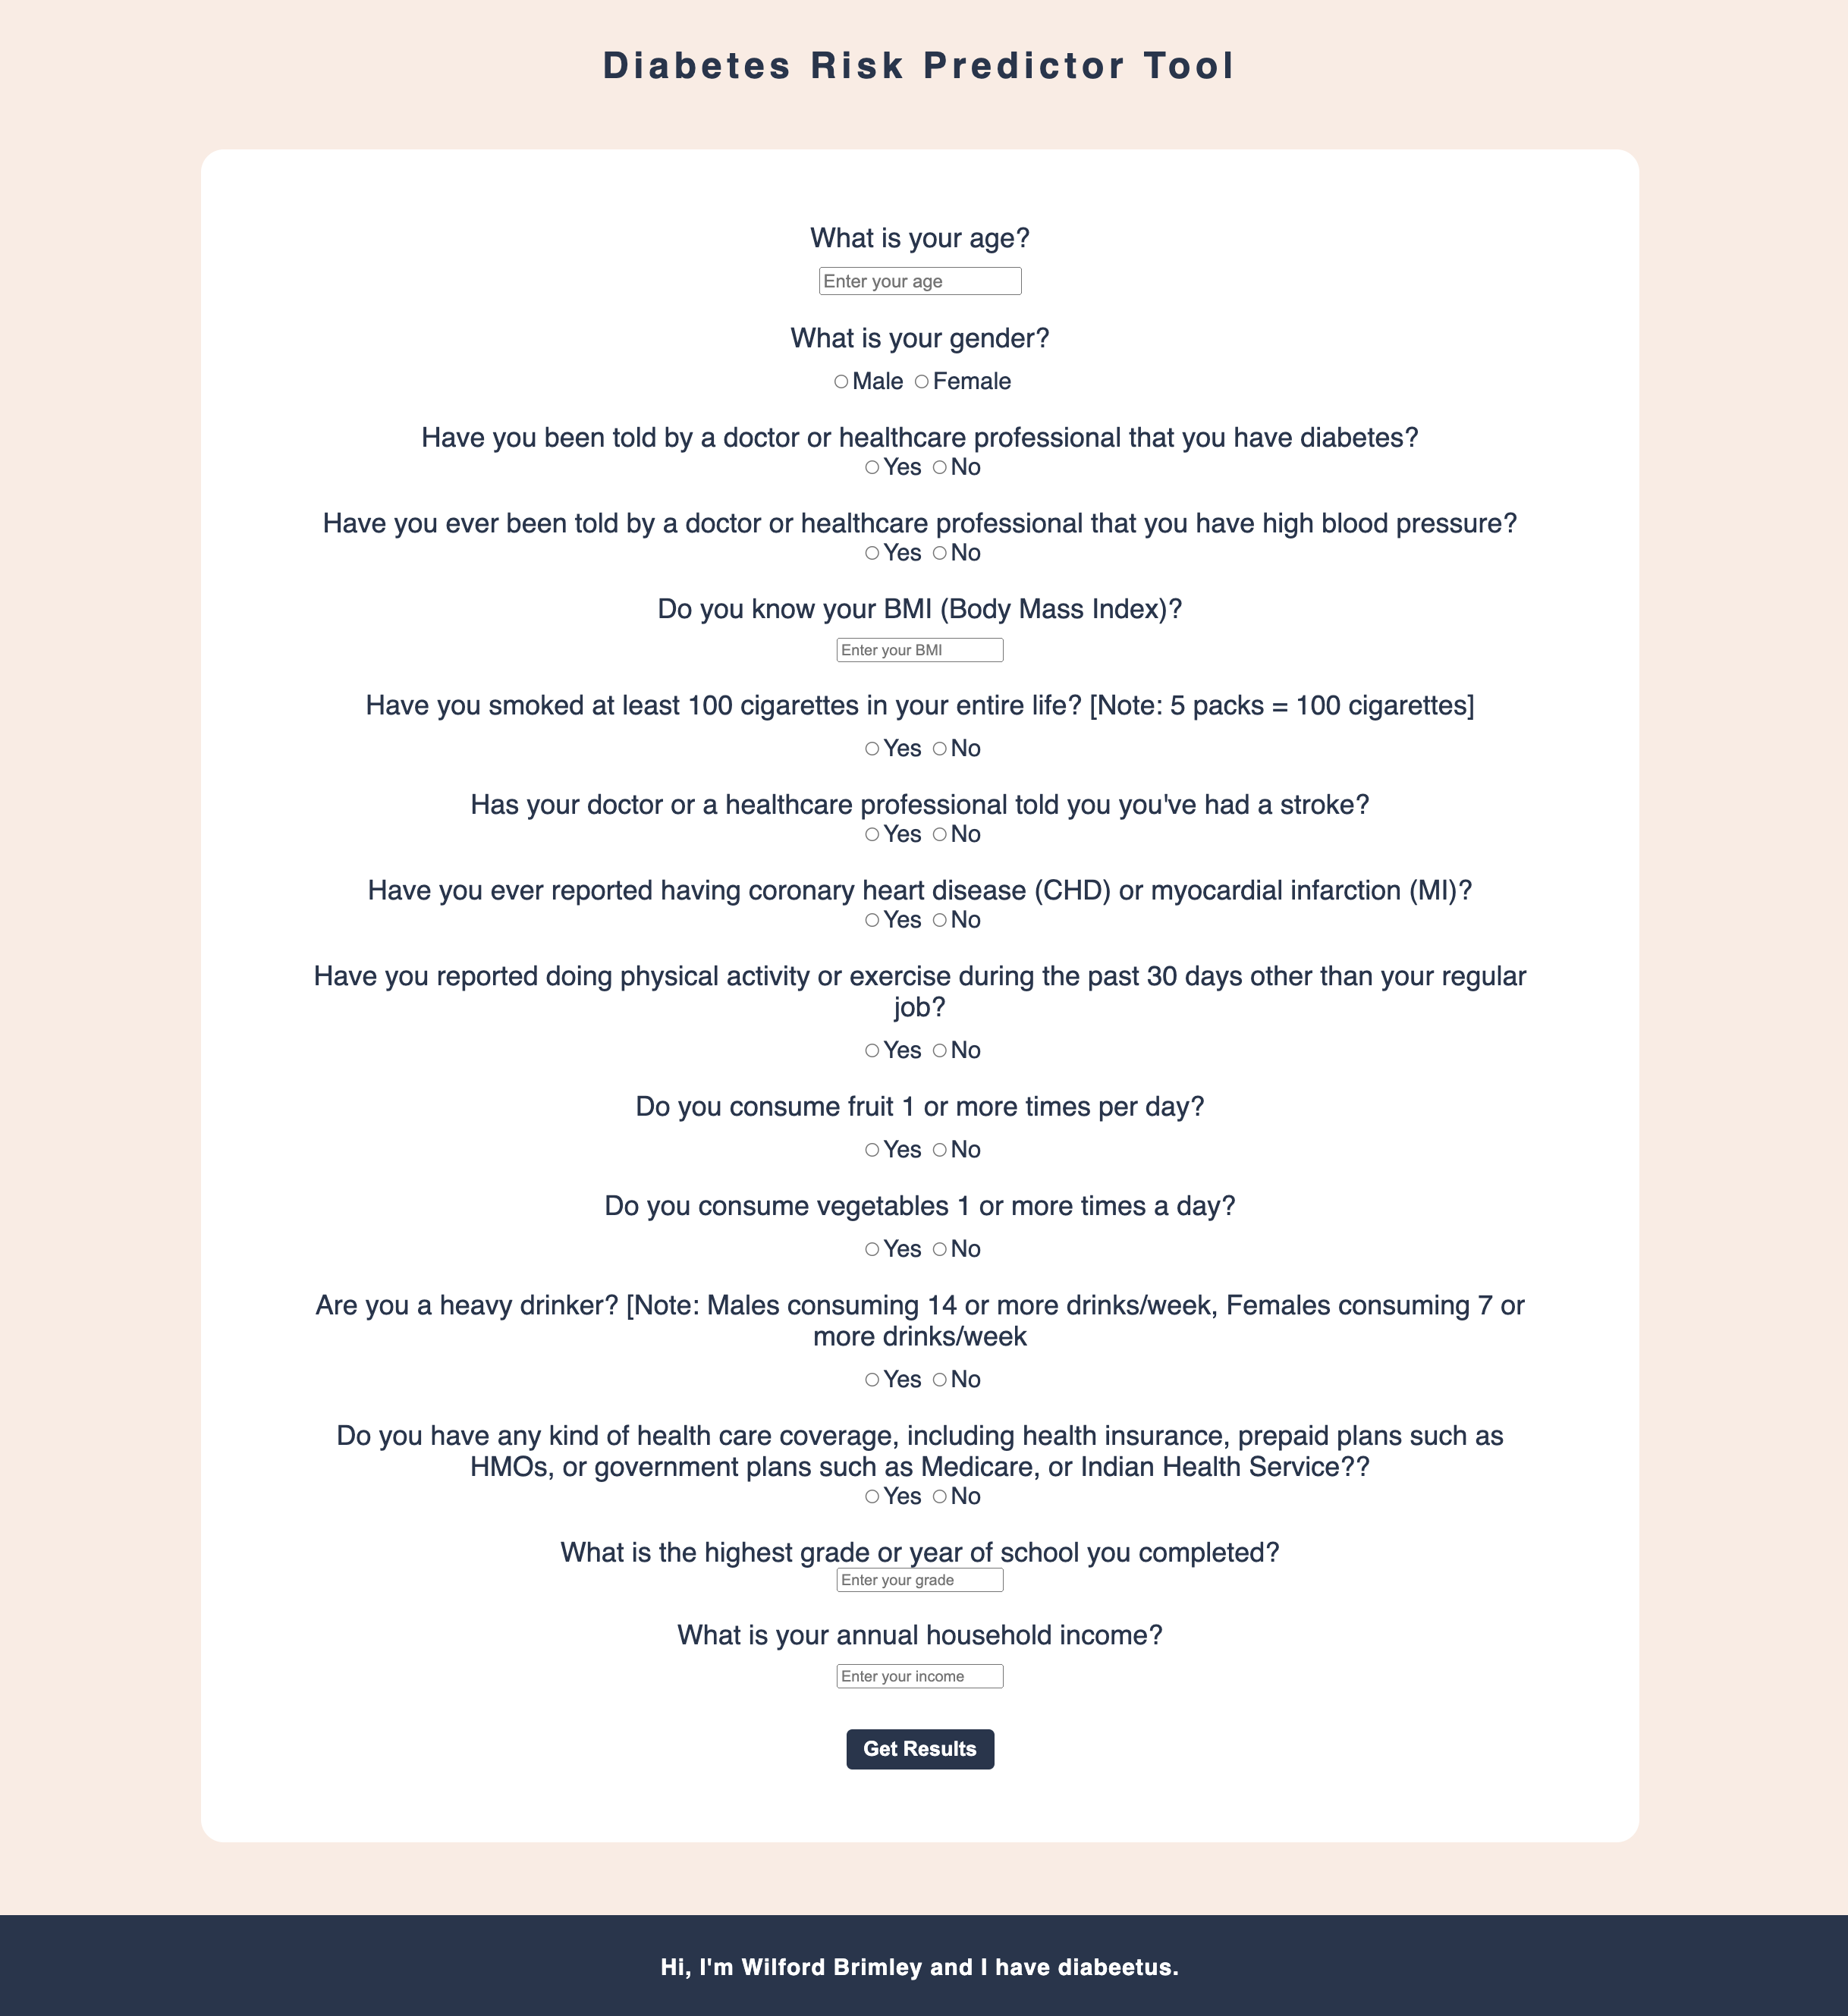 Diabetes Risk Predictor Tool
What is your age?
Enter your age
What is your gender?
Male Female
Have you been told by a doctor or healthcare professional that you have diabetes?
Yes No
Have you ever been told by a doctor or healthcare professional that you have high blood pressure?
Yes No
Do you know your BMI (Body Mass Index)?
Enter your BMI
Have you smoked at least 100 cigarettes in your entire life? [Note: 5 packs = 100 cigarettes]
Yes No
Has your doctor or a healthcare professional told you you've had a stroke?
Yes No
Have you ever reported having coronary heart disease (CHD) or myocardial infarction (MI)?
Yes No
Have you reported doing physical activity or exercise during the past 30 days other than your regular
job?
Yes No
Do you consume fruit 1 or more times per day?
Yes No
Do you consume vegetables 1 or more times a day?
Yes No
Are you a heavy drinker? [Note: Males consuming 14 or more drinks/week, Females consuming 7 or
more drinks/week
Yes No
Do you have any kind of health care coverage, including health insurance, prepaid plans such as
HMOs, or government plans such as Medicare, or Indian Health Service??
Yes No
What is the highest grade or year of school you completed?
Enter your grade
What is your annual household income?
Enter your income
Get Results
Hi, I'm Wilford Brimley and I have diabeetus.